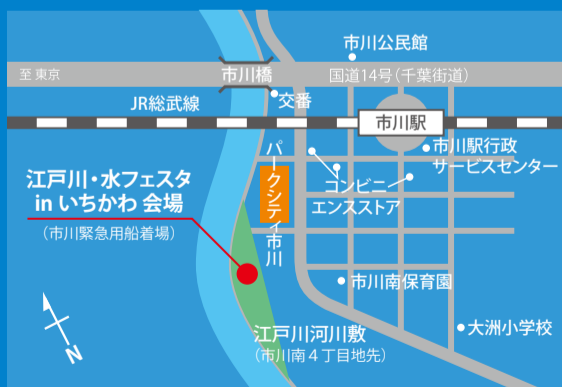 市川公民館
至 東京
市川橋
国道14号(千葉街道)
交番
JR総武線
市川駅
市川駅行政
サービスセンター
パークシティ市川
コンビニ
エンスストア
江戸川・水フェスタ
in いちかわ 会場
(市川緊急用船着場)
市川南保育園
江戸川河川敷
(市川南4丁目地先)
大洲小学校
N